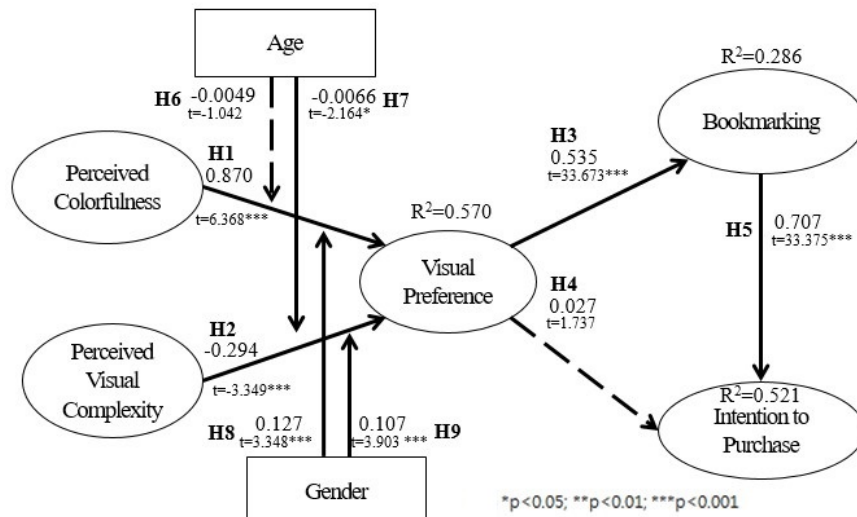 Age
H6
-0.0049
t=-1.042
-0.0066
t=-2.164*
H7
R²=0.286
Bookmarking
Perceived
Colorfulness
H1
0.870
t=6.368***
H3
0.535
t=33.673***
R²=0.570
Visual
Preference
H5
0.707
t=33.375***
H4
0.027
t=1.737
Perceived
Visual
Complexity
H2
-0.294
t=-3.349***
R²=0.521
Intention to
Purchase
H8
0.127
t=3.348***
0.107
t=3.903 ***
H9
Gender
*p<0.05; **p<0.01; ***p<0.001